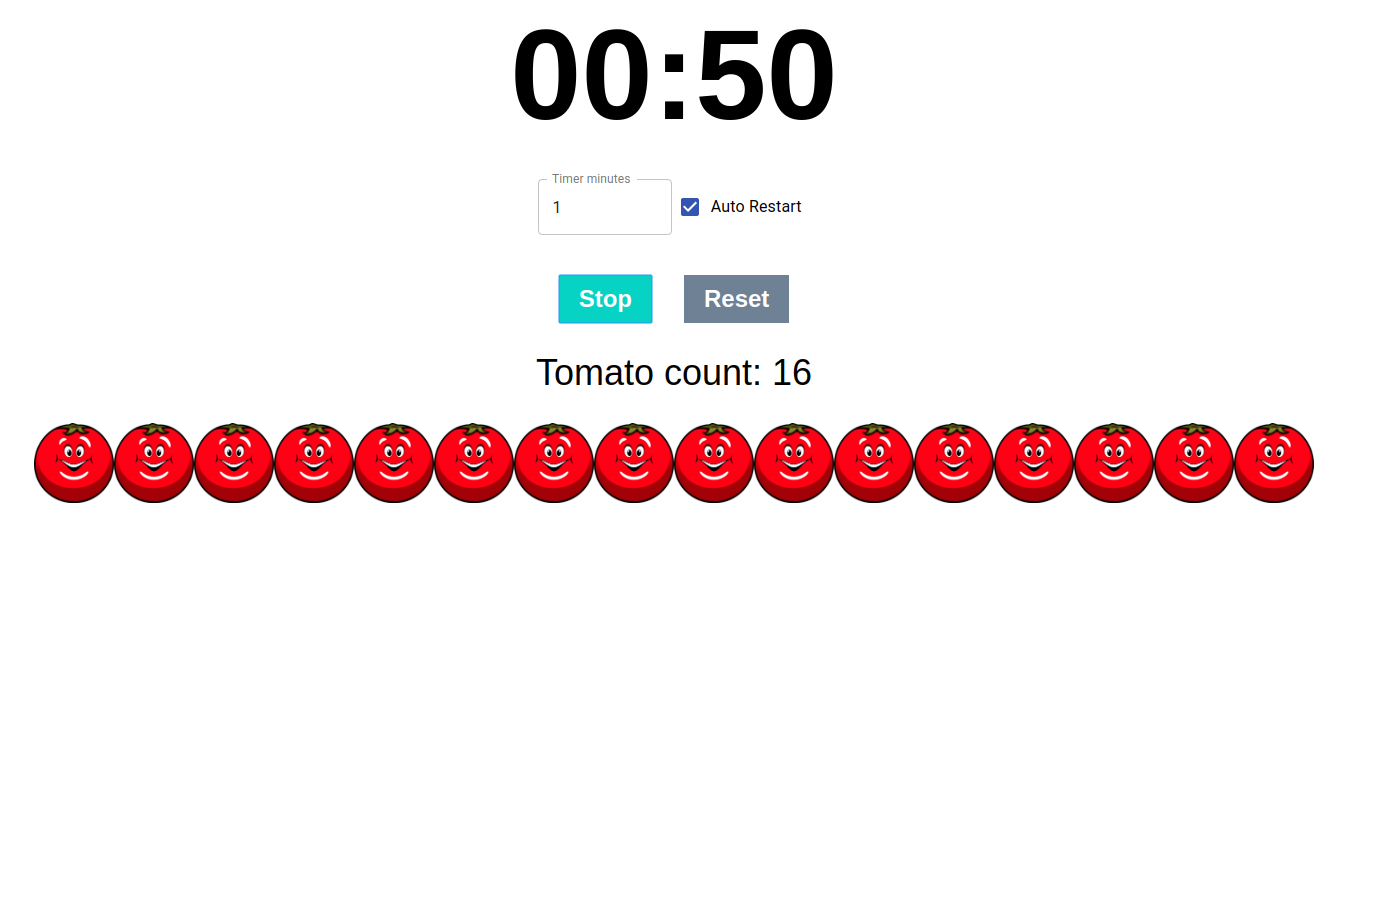 00:50
Timer minutes
1
Auto Restart
Stop Reset
Tomato count: 16